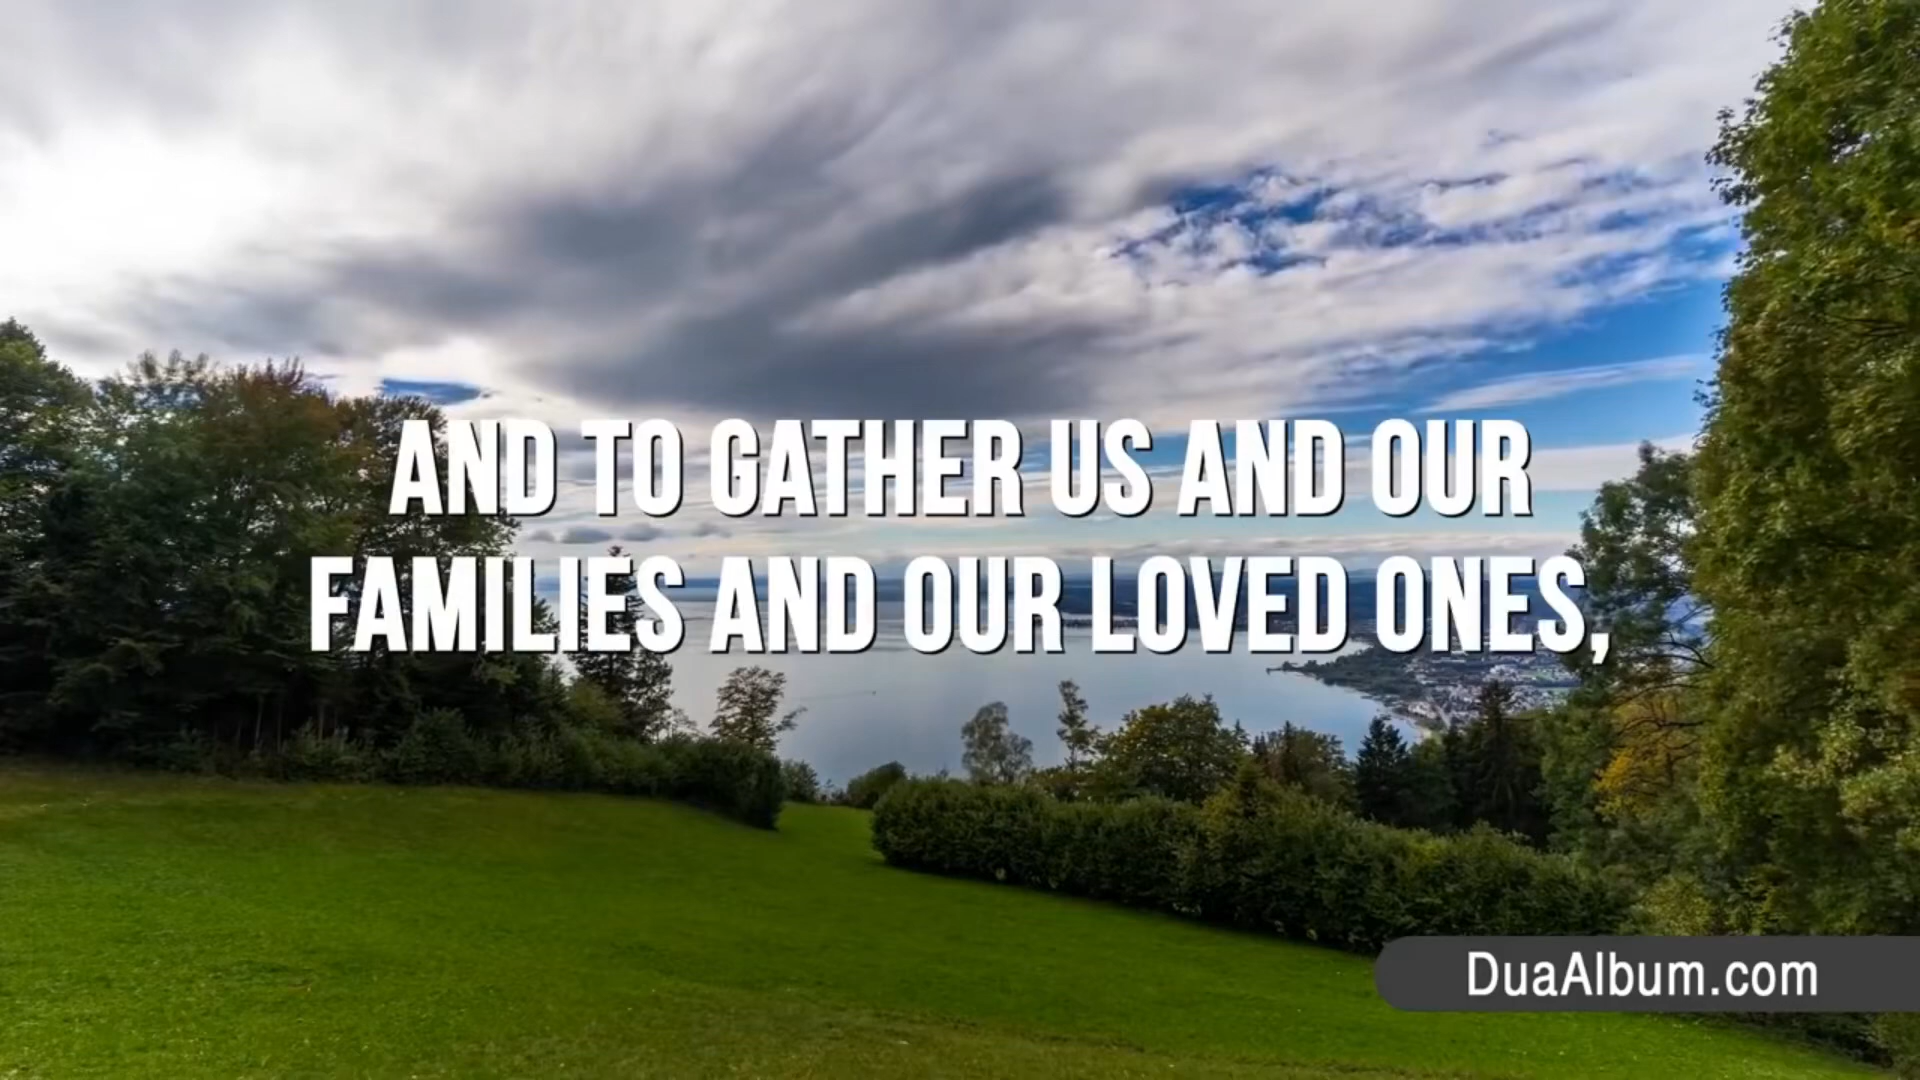 AND TO GATHER US AND OUR
FAMILIES AND OUR LOVED ONES,
DuaAlbum.com